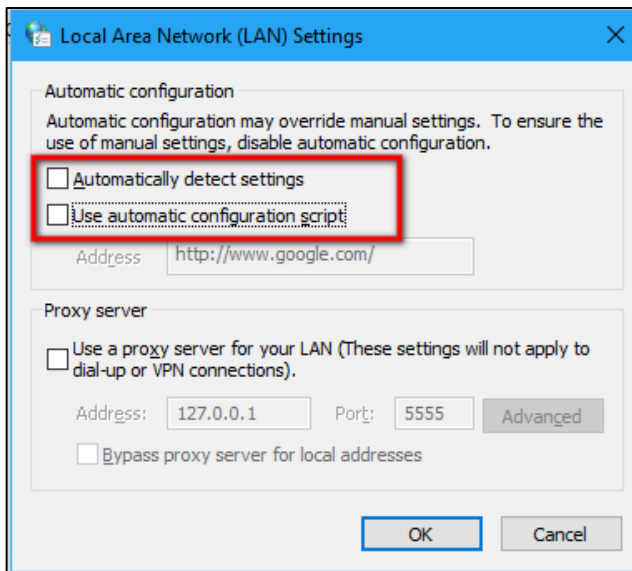 Local Area Network (LAN) Settings
Automatic configuration
Automatic configuration may override manual settings. To ensure the
use of manual settings, disable automatic configuration.
Automatically detect settings
Use automatic configuration script
Address http://www.google.com/
Proxy server
Use a proxy server for your LAN (These settings will not apply to
dial-up or VPN connections).
Address: 127.0.0.1 Port: 5555 Advanced
Bypass proxy server for local addresses
OK Cancel